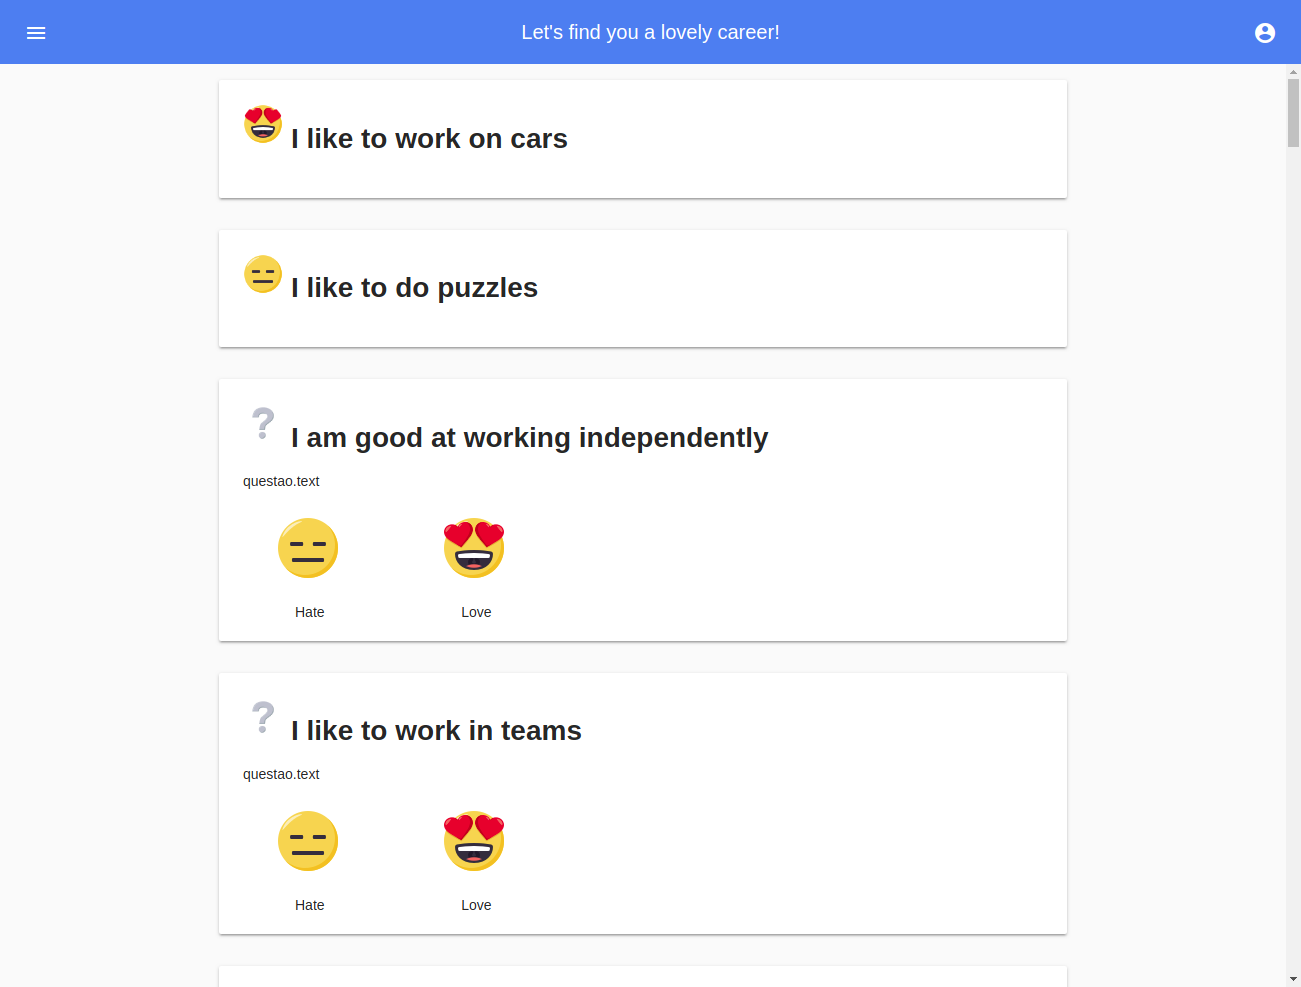 Let's find you a lovely career!
I like to work on cars
I like to do puzzles
?
I am good at working independently
questao.text
Hate Love
?
I like to work in teams
questao.text
Hate Love